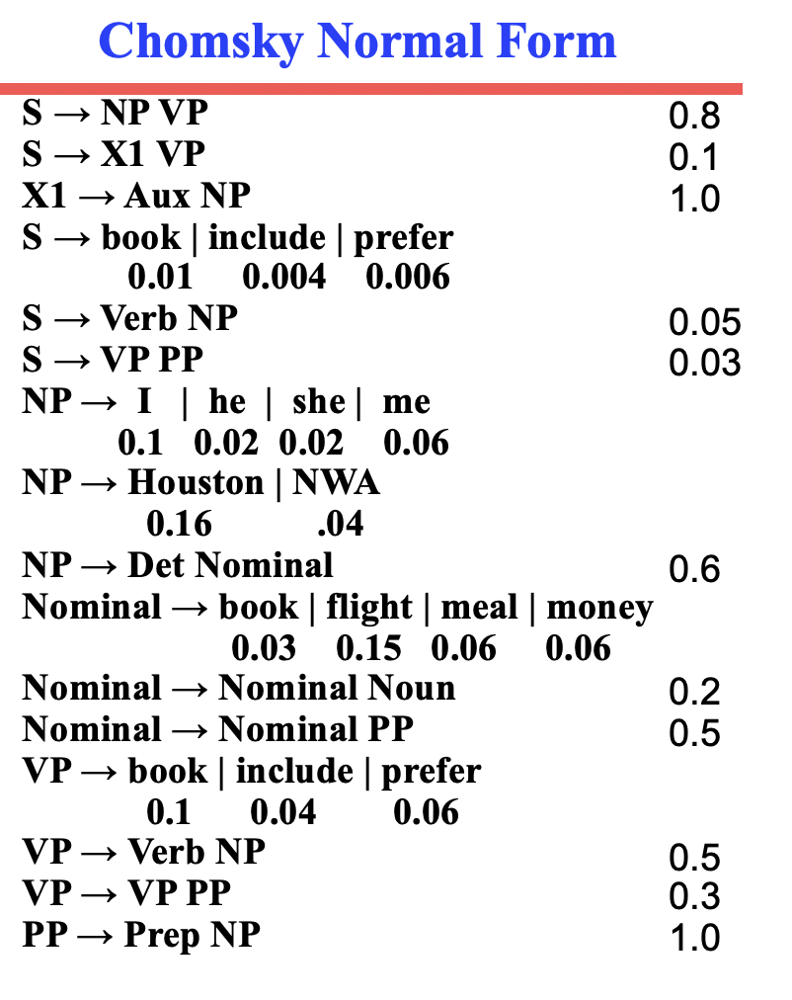 Chomsky Normal Form
S → NP VP 0.8
S → X1 VP 0.1
X1 → Aux NP 1.0
S → book | include | prefer
0.01 0.004 0.006
S → Verb NP 0.05
S → VP PP 0.03
NP → I | he | she | me
0.1 0.02 0.02 0.06
NP → Houston | NWA
0.16 .04
NP → Det Nominal 0.6
Nominal → book | flight | meal | money
0.03 0.15 0.06 0.06
Nominal → Nominal Noun 0.2
Nominal → Nominal PP 0.5
VP → book | include | prefer
0.1 0.04 0.06
VP → Verb NP 0.5
VP → VP PP 0.3
PP → Prep NP 1.0